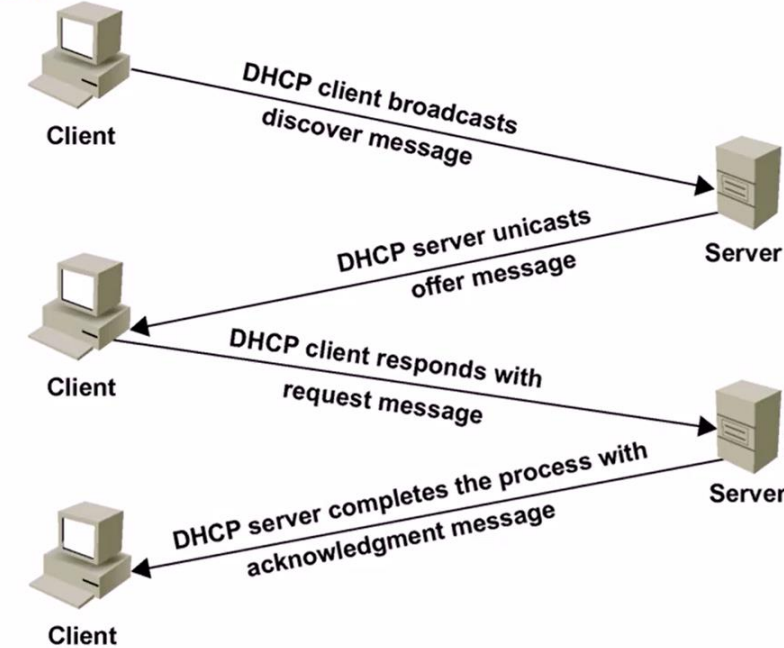 DHCP client broadcasts
discover message
Client
Server
DHCP server unicasts
offer message
DHCP client responds with
request message
Client
Server
DHCP server completes the process with
acknowledgment message
Client